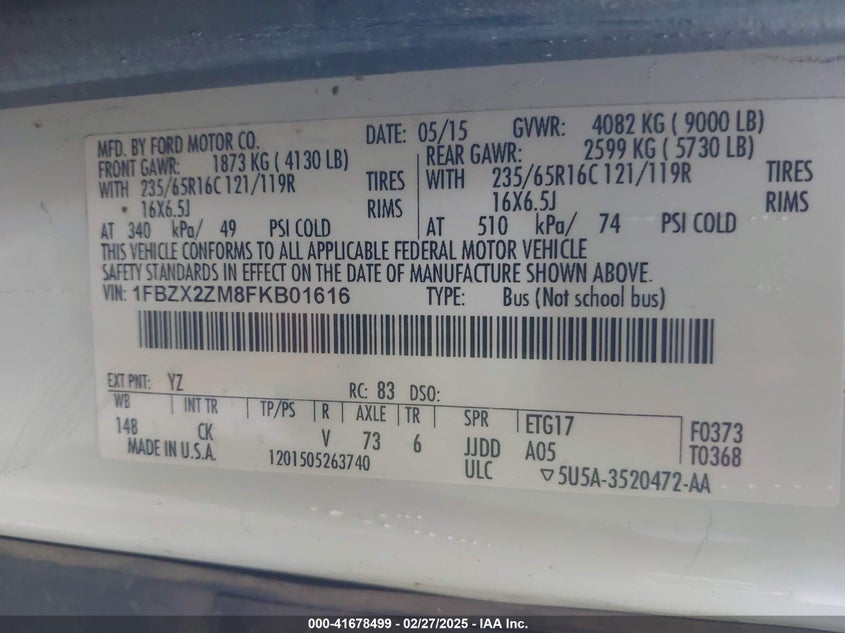 MFD. BY FORD MOTOR CO. DATE: 05/15 GVWR: 4082 KG ( 9000 LB)
FRONT GAWR: 1873 KG ( 4130 LB) REAR GAWR: 2599 KG ( 5730 LB)
WITH 235/65R16C 121/119R TIRES WITH 235/65R16C 121/119R TIRES
16X6.5J RIMS 16X6.5J RIMS
AT 340 kPa/ 49 PSI COLD AT 510 kPa/ 74 PSI COLD
THIS VEHICLE CONFORMS TO ALL APPLICABLE FEDERAL MOTOR VEHICLE
SAFETY STANDARDS IN EFFECT ON THE DATE OF MANUFACTURE SHOWN ABOVE.
VIN: 1FBZX2ZM8FKB01616 TYPE: Bus (Not school bus)
EXT PNT: YZ RC: 83 DSO:
WB INT TR TP/PS R AXLE TR SPR ETG17 F0373
148 CK V 73 6 JJDD A05 T0368
MADE IN U.S.A. 1201505263740 ULC ▽5U5A-3520472-AA
000-41678499 — 02/27/2025 — IAA Inc.